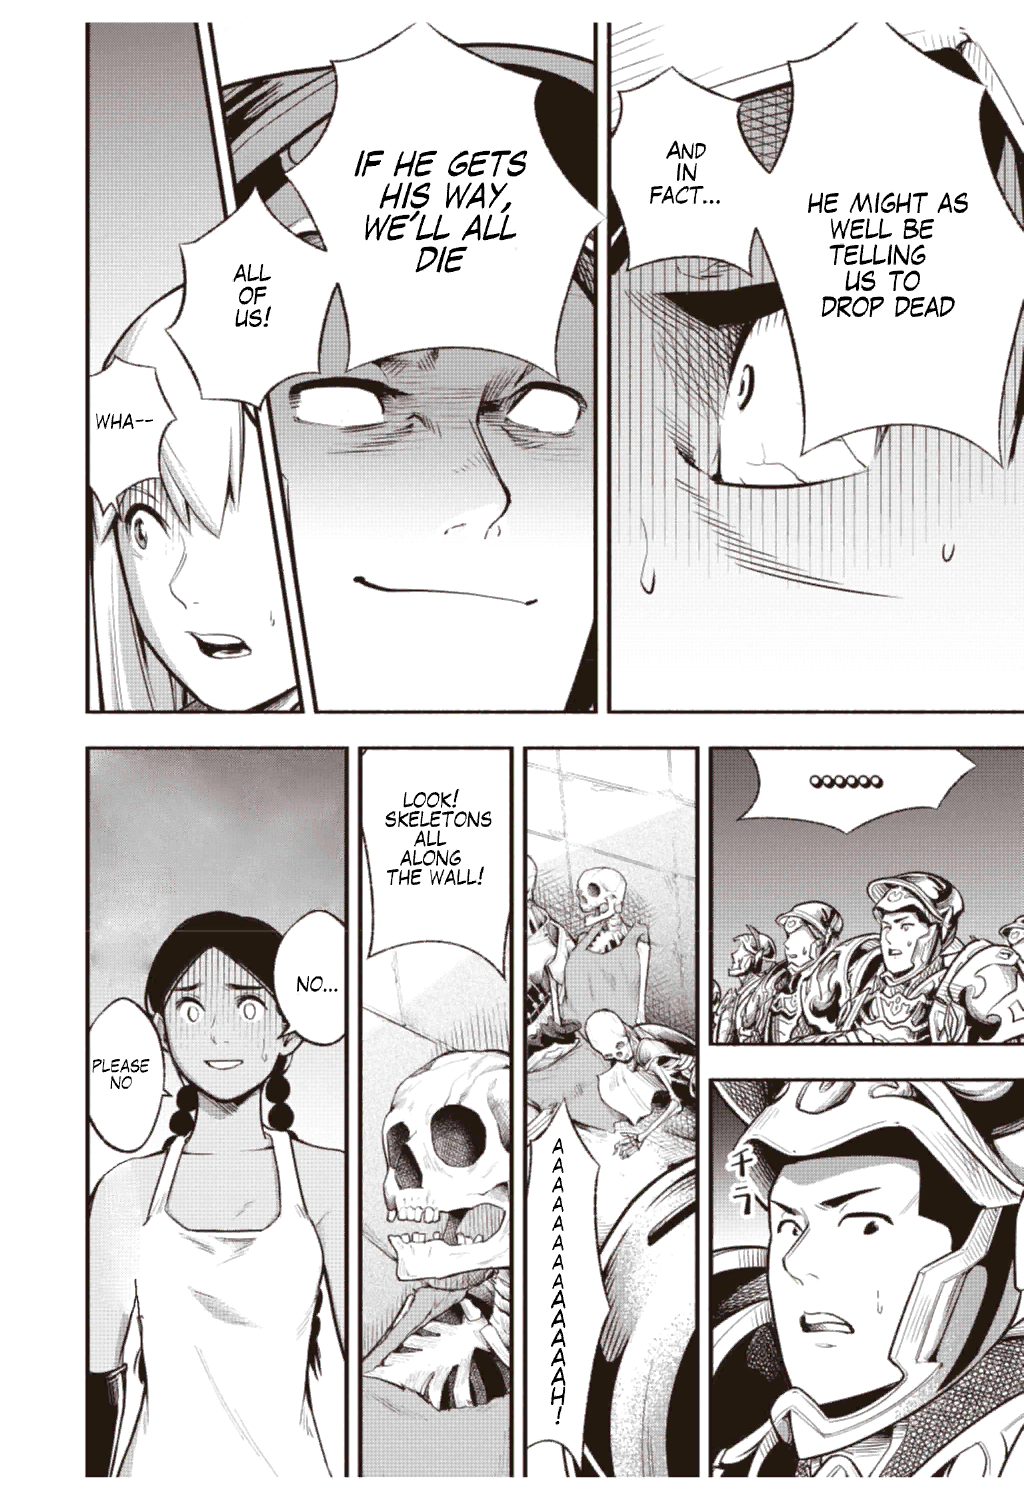 AND
IN
FACT...
HE MIGHT AS
WELL BE
TELLING
US TO
DROP DEAD
IF HE GETS
HIS WAY,
WE'LL ALL
DIE
ALL
OF
US!
WHA--
••••••
チラ
AAAAAAAAAAAAAH!
LOOK!
SKELETONS
ALL
ALONG
THE WALL!
NO...
PLEASE
NO